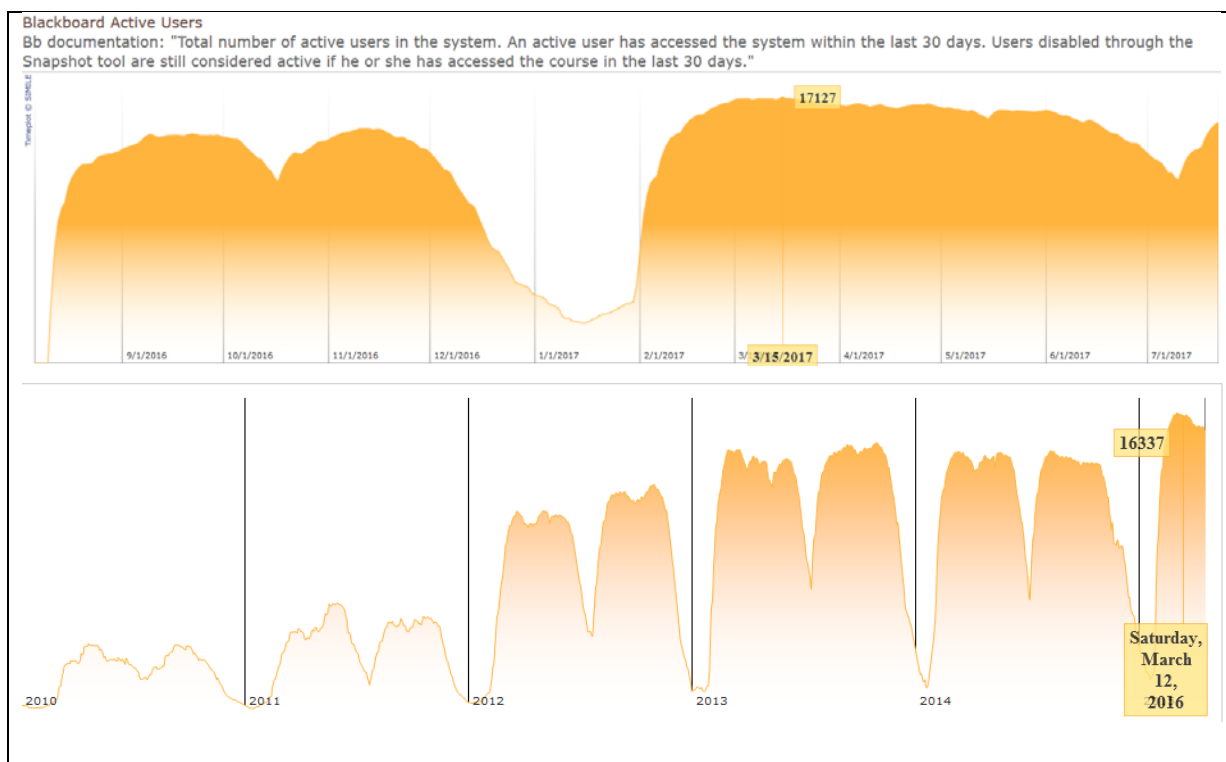 Blackboard Active Users
Bb documentation: "Total number of active users in the system. An active user has accessed the system within the last 30 days. Users disabled through the
Snapshot tool are still considered active if he or she has accessed the course in the last 30 days."
Timeplot © SIMILE
17127
9/1/2016 10/1/2016 11/1/2016 12/1/2016 1/1/2017 2/1/2017 3/15/2017 4/1/2017 5/1/2017 6/1/2017 7/1/2017
16337
Saturday,
March
12,
2016
2010 2011 2012 2013 2014